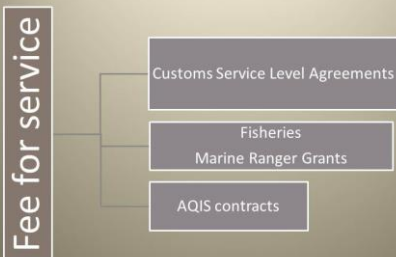 Fee for service
Customs Service Level Agreements
Fisheries
Marine Ranger Grants
AQIS contracts